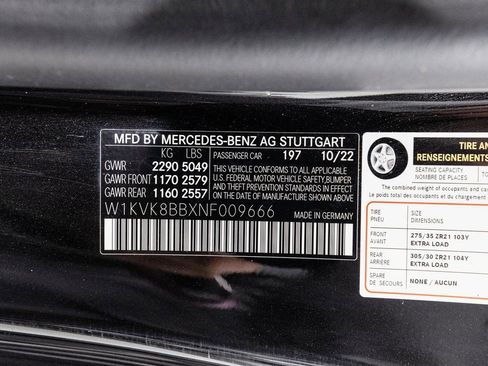 MFD BY MERCEDES-BENZ AG STUTTGART
KG LBS PASSENGER CAR 197 10/22
GVWR 2290 5049
GAWR FRONT 1170 2579
GAWR REAR 1160 2557
THIS VEHICLE CONFORMS TO ALL APPLICABLE
U.S. FEDERAL MOTOR VEHICLE SAFETY, BUMPER
AND THEFT PREVENTION STANDARDS IN EFFECT
ON THE DATE OF MANUFACTURE SHOWN ABOVE
W1KVK8BBXNF009666 MADE IN GERMANY
TIRE AN
RENSEIGNEMENTS
SEATING CAPACITY
The combined weight of occupants and ca
Le poids total des occupants et du c
TIRE
PNEU
SIZE
DIMENSIONS
FRONT
AVANT
275/35 ZR21 103Y
EXTRA LOAD
REAR
ARRIÈRE
305/30 ZR21 104Y
EXTRA LOAD
SPARE
DE SECOURS
NONE / AUCUN